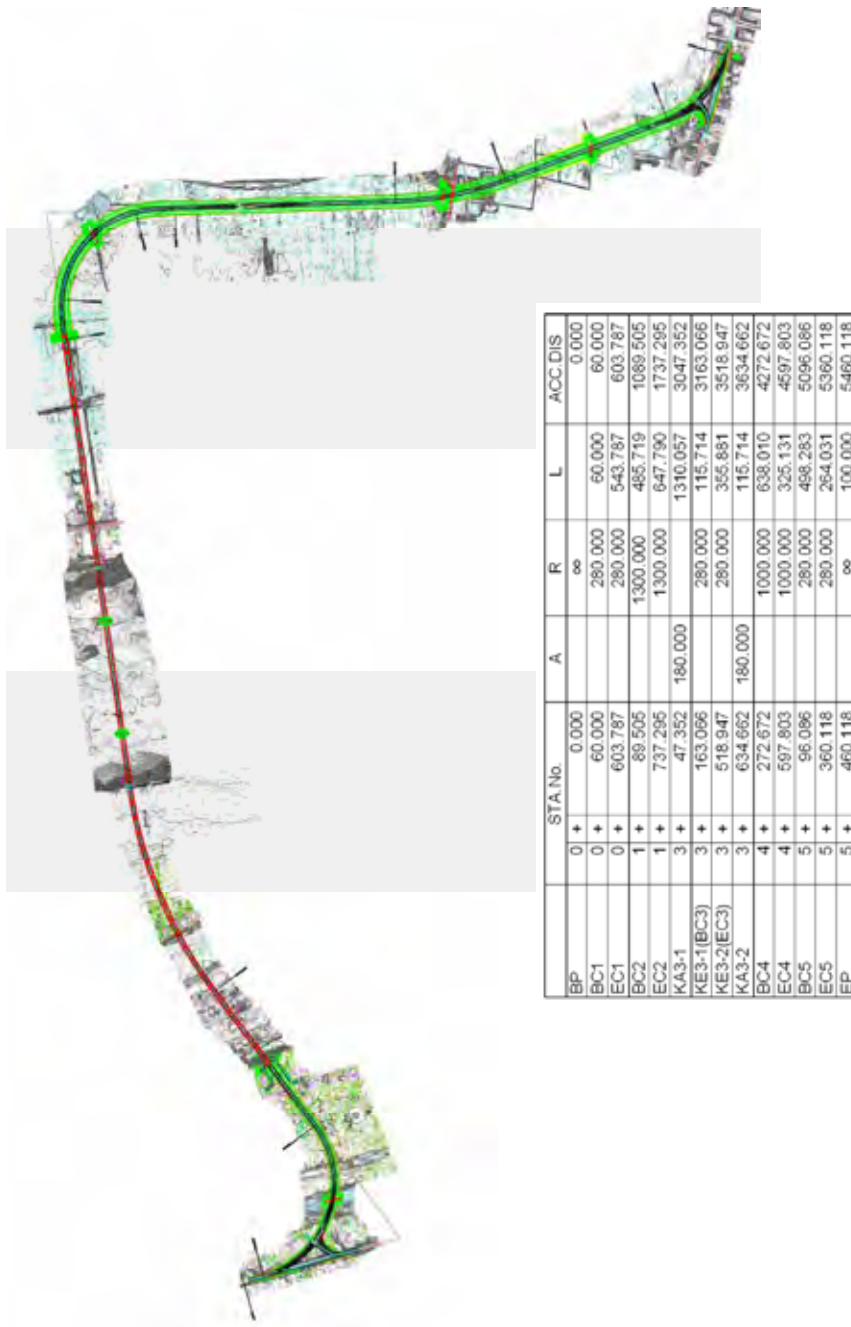 STA.No. A R L ACC.DIS
BP 0 + 0.000 ∞ 0.000
BC1 0 + 60.000 280.000 60.000 60.000
EC1 0 + 603.787 280.000 543.787 603.787
BC2 1 + 89.505 1300.000 485.719 1089.505
EC2 1 + 737.295 1300.000 647.790 1737.295
KA3-1 3 + 47.352 180.000 1310.057 3047.352
KE3-1(BC3) 3 + 163.066 280.000 115.714 3163.066
KE3-2(EC3) 3 + 518.947 280.000 355.881 3518.947
KA3-2 3 + 634.662 180.000 115.714 3634.662
BC4 4 + 272.672 1000.000 638.010 4272.672
EC4 4 + 597.803 1000.000 325.131 4597.803
BC5 5 + 96.086 280.000 498.283 5096.086
EC5 5 + 360.118 280.000 264.031 5360.118
EP 5 + 460.118 ∞ 100.000 5460.118